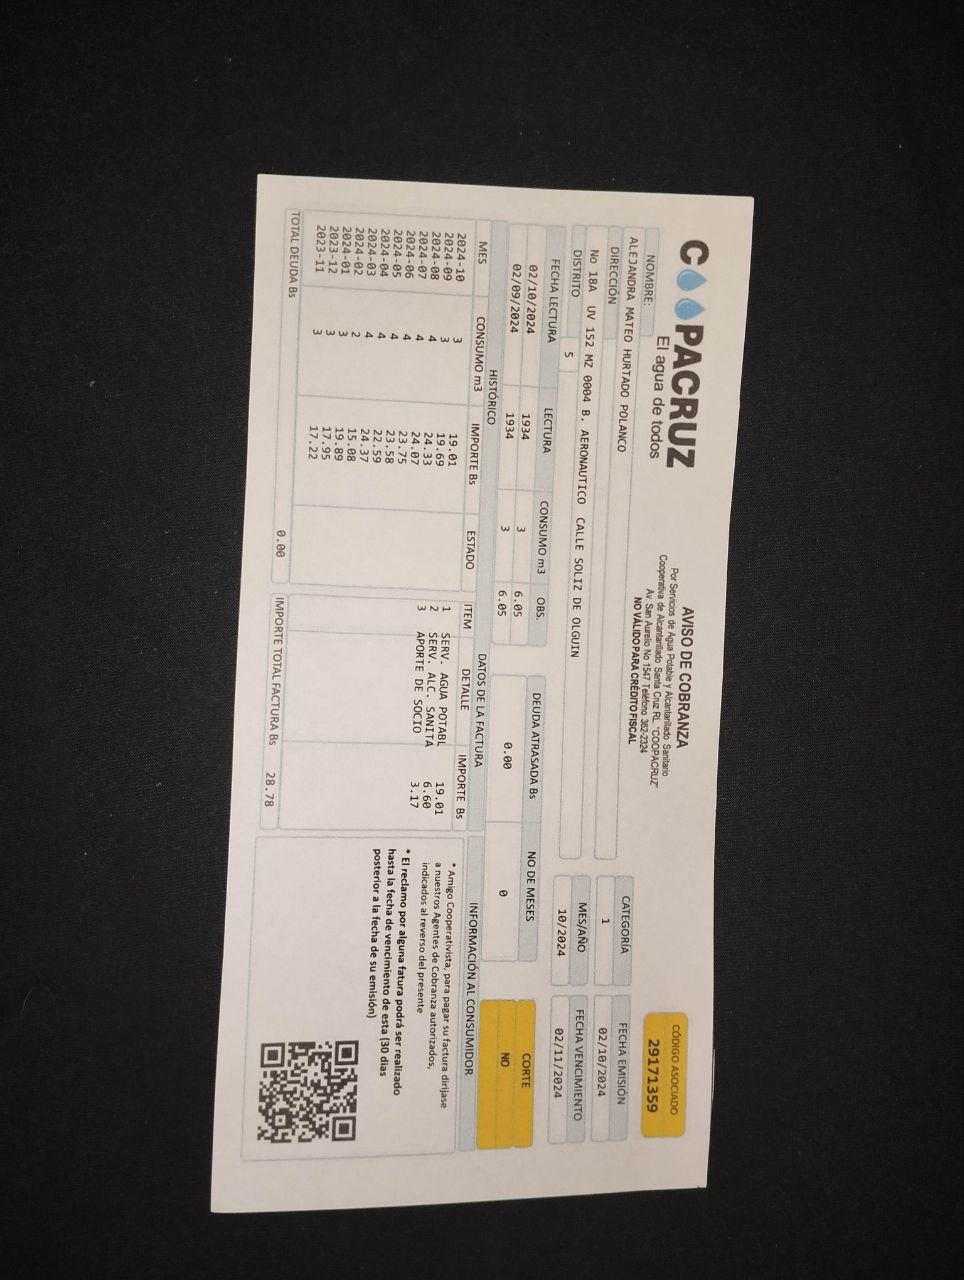 COOPACRUZ
El agua de todos
AVISO DE COBRANZA
Por Servicios de Agua Potable y Alcantarillado Sanitario
Cooperativa de Alcantarillado Santa Cruz RL. "COOPACRUZ"
Av. San Aurelio No 1547 Teléfono 362-2324
NO VÁLIDO PARA CRÉDITO FISCAL
CÓDIGO ASOCIADO
29171359
NOMBRE:
ALEJANDRA MATEO HURTADO POLANCO
DIRECCIÓN
No 18A UV 152 MZ 0004 B. AERONAUTICO CALLE SOLIZ DE OLGUIN
DISTRITO 5
CATEGORÍA
1
FECHA EMISIÓN
02/10/2024
MES/AÑO
10/2024
FECHA VENCIMIENTO
02/11/2024
FECHA LECTURA LECTURA CONSUMO m3 OBS.
02/10/2024 1934 3 6.05
02/09/2024 1934 3 6.05
DEUDA ATRASADA Bs NO DE MESES
0.00 0
CORTE
NO
HISTÓRICO
MES CONSUMO m3 IMPORTE Bs ESTADO
2024-10 3 19.01
2024-09 3 19.69
2024-08 4 24.33
2024-07 4 24.07
2024-06 4 23.75
2024-05 4 23.58
2024-04 4 22.59
2024-03 4 24.37
2024-02 2 15.08
2024-01 3 19.89
2023-12 3 17.95
2023-11 3 17.22
TOTAL DEUDA Bs 0.00
DATOS DE LA FACTURA
ITEM DETALLE IMPORTE Bs
1 SERV. AGUA POTABL 19.01
2 SERV. ALC. SANITA 6.60
3 APORTE DE SOCIO 3.17
IMPORTE TOTAL FACTURA Bs 28.78
INFORMACIÓN AL CONSUMIDOR
* Amigo Cooperativista, para pagar su factura dirijase
a nuestros Agentes de Cobranza autorizados,
indicados al reverso del presente
* El reclamo por alguna fatura podrá ser realizado
hasta la fecha de vencimiento de esta (30 dias
posterior a la fecha de su emisión)